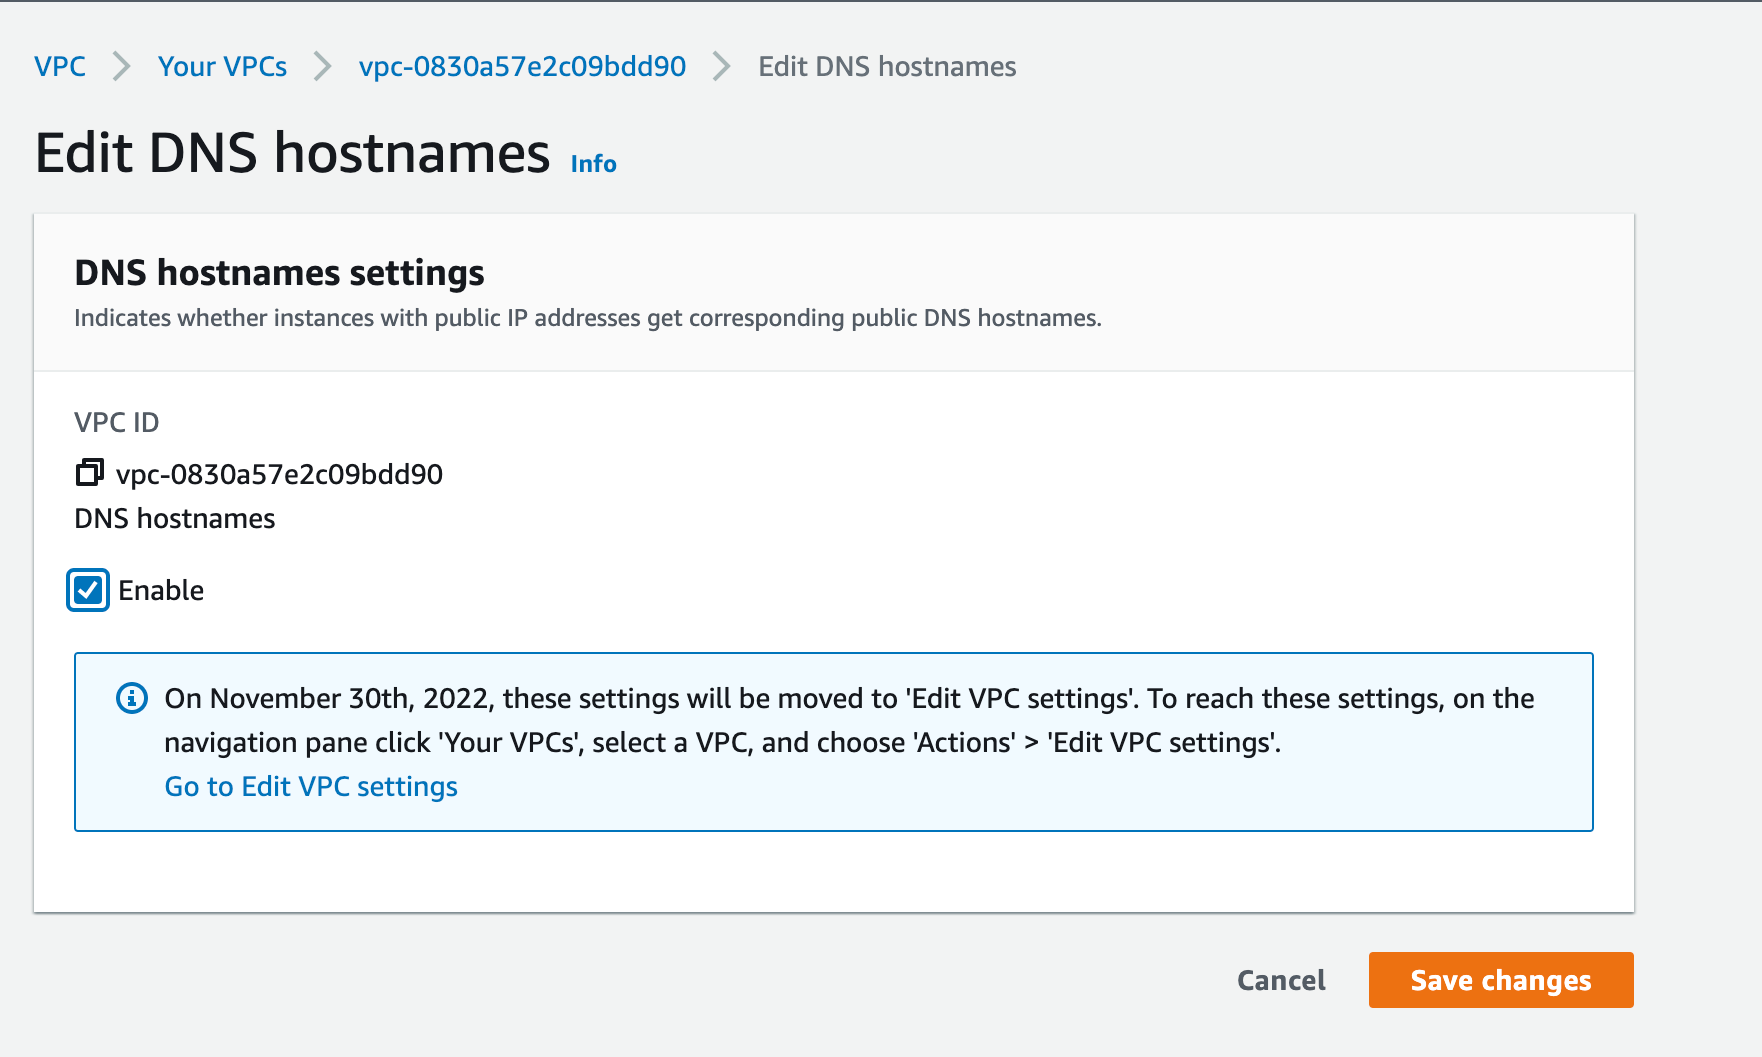 VPC
Your VPCs
vpc-0830a57e2c09bdd90
Edit DNS hostnames
Edit DNS hostnames Info
DNS hostnames settings
Indicates whether instances with public IP addresses get corresponding public DNS hostnames.
VPC ID
vpc-0830a57e2c09bdd90
DNS hostnames
Enable
On November 30th, 2022, these settings will be moved to 'Edit VPC settings'. To reach these settings, on the
navigation pane click 'Your VPCs', select a VPC, and choose 'Actions' > 'Edit VPC settings'.
Go to Edit VPC settings
Cancel
Save changes